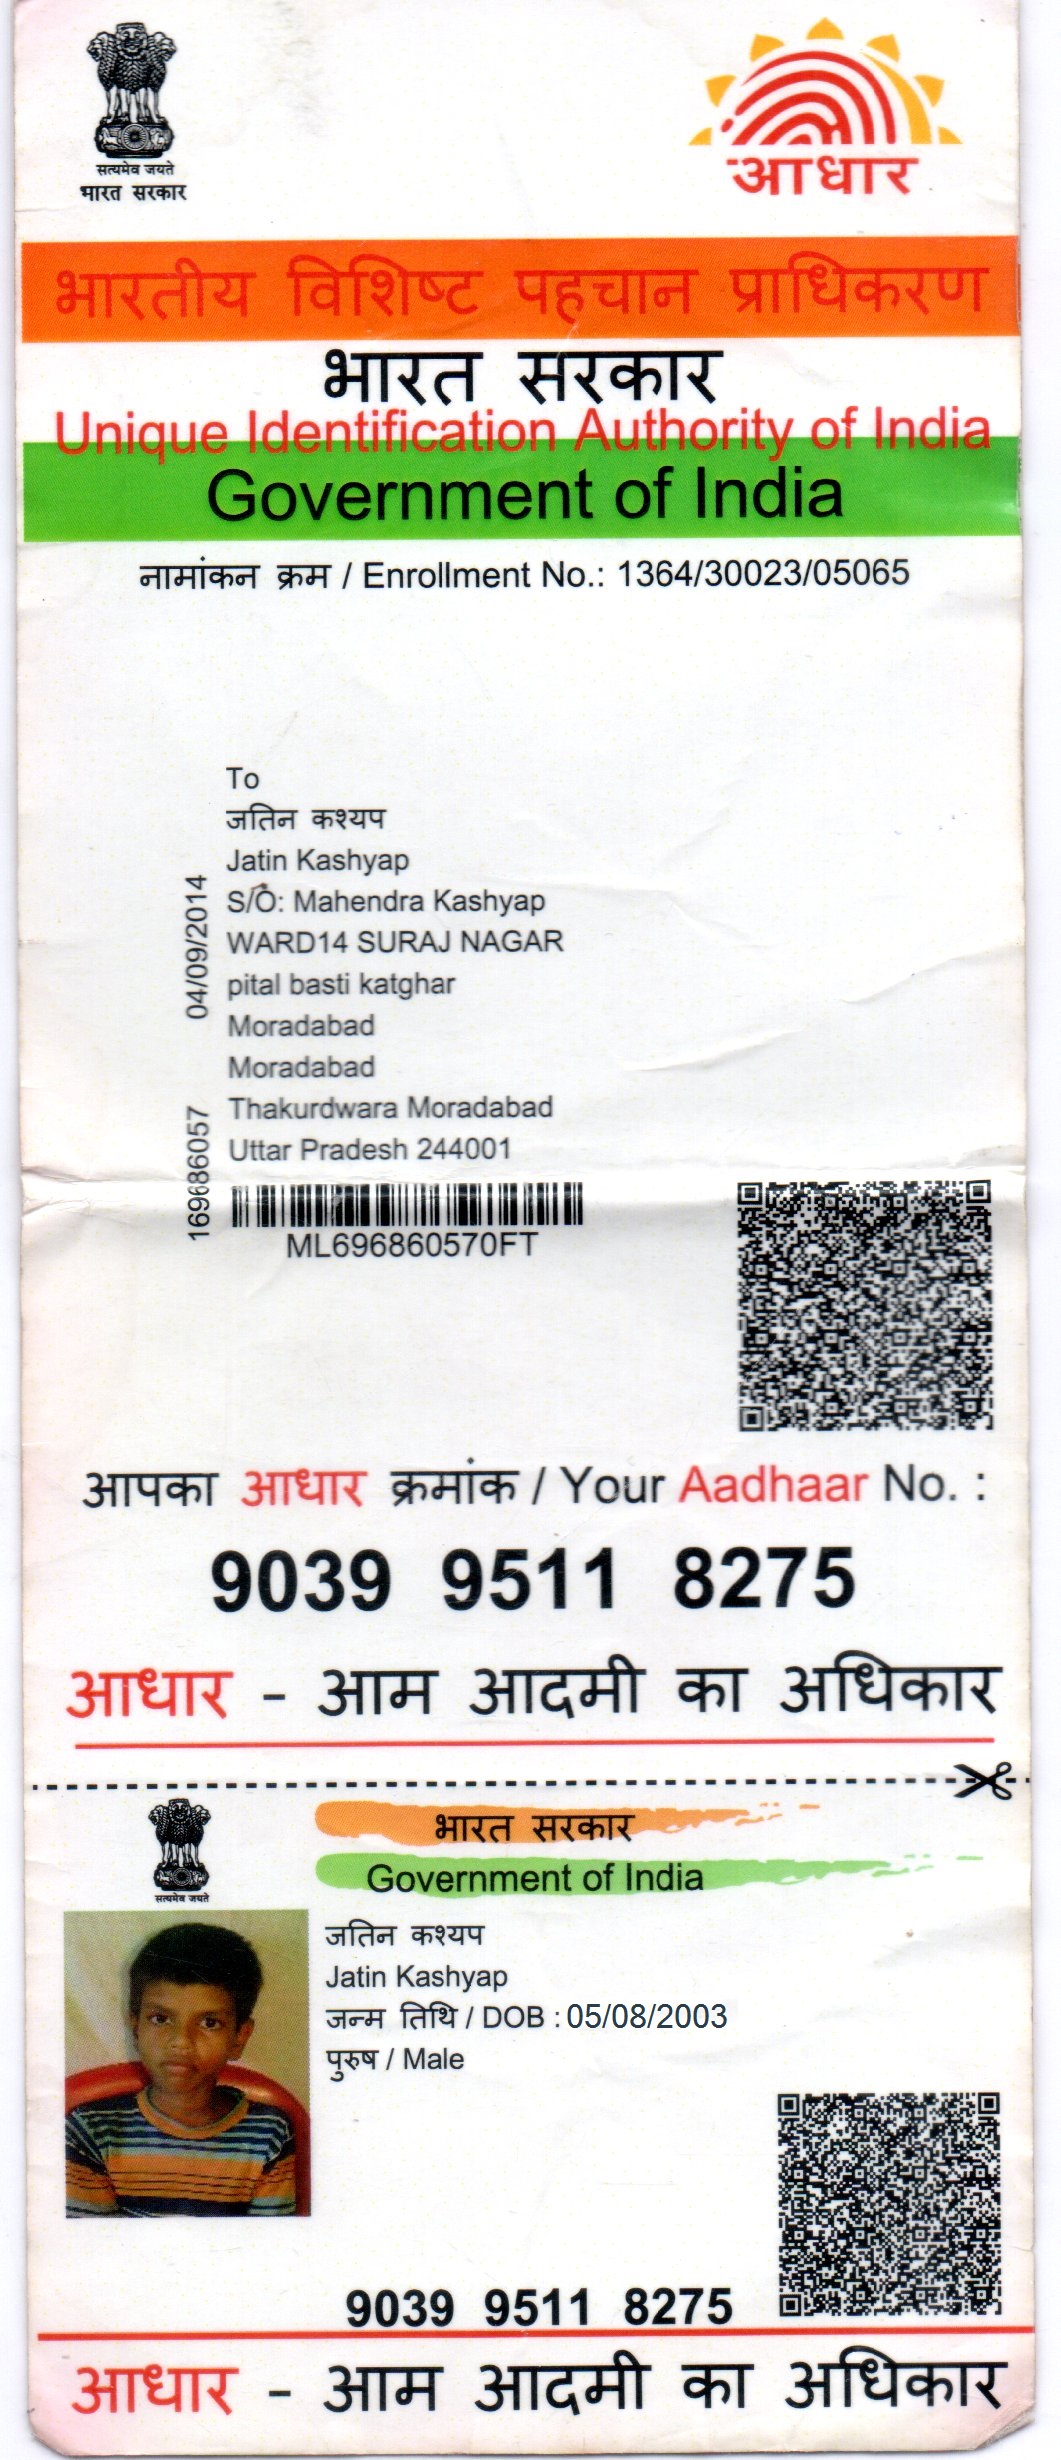 सत्यमेव जयते
भारत सरकार
आधार
भारतीय विशिष्ट पहचान प्राधिकरण
भारत सरकार
Unique Identification Authority of India
Government of India
नामांकन क्रम / Enrollment No.: 1364/30023/05065
To
जतिन कश्यप
Jatin Kashyap
S/O: Mahendra Kashyap
WARD14 SURAJ NAGAR
pital basti katghar
Moradabad
Moradabad
Thakurdwara Moradabad
Uttar Pradesh 244001
04/09/2014
169686057
ML696860570FT
आपका आधार क्रमांक / Your Aadhaar No. :
9039 9511 8275
आधार - आम आदमी का अधिकार
सत्यमेव जयते
भारत सरकार
Government of India
जतिन कश्यप
Jatin Kashyap
जन्म तिथि / DOB : 05/08/2003
पुरुष / Male
9039 9511 8275
आधार - आम आदमी का अधिकार